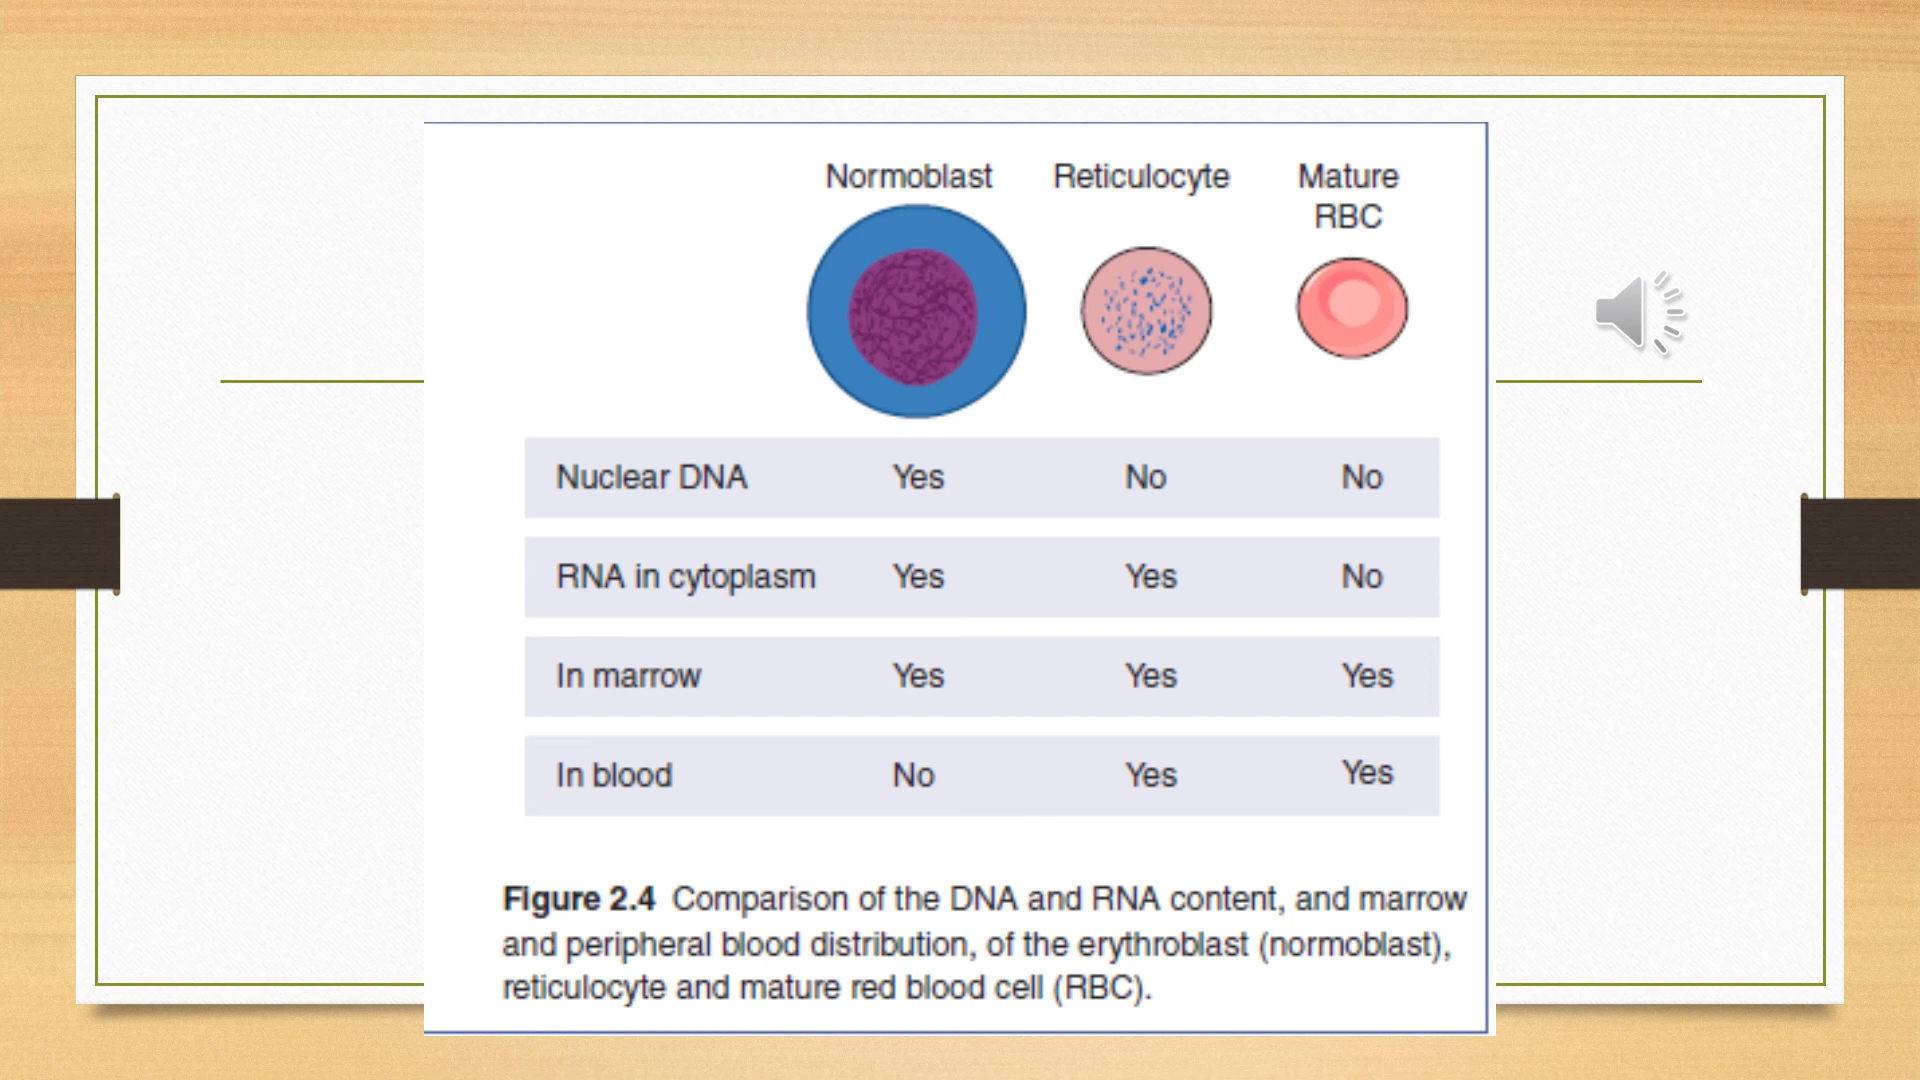 Normoblast Reticulocyte Mature
RBC
Nuclear DNA Yes No No
RNA in cytoplasm Yes Yes No
In marrow Yes Yes Yes
In blood No Yes Yes
Figure 2.4 Comparison of the DNA and RNA content, and marrow
and peripheral blood distribution, of the erythroblast (normoblast),
reticulocyte and mature red blood cell (RBC).